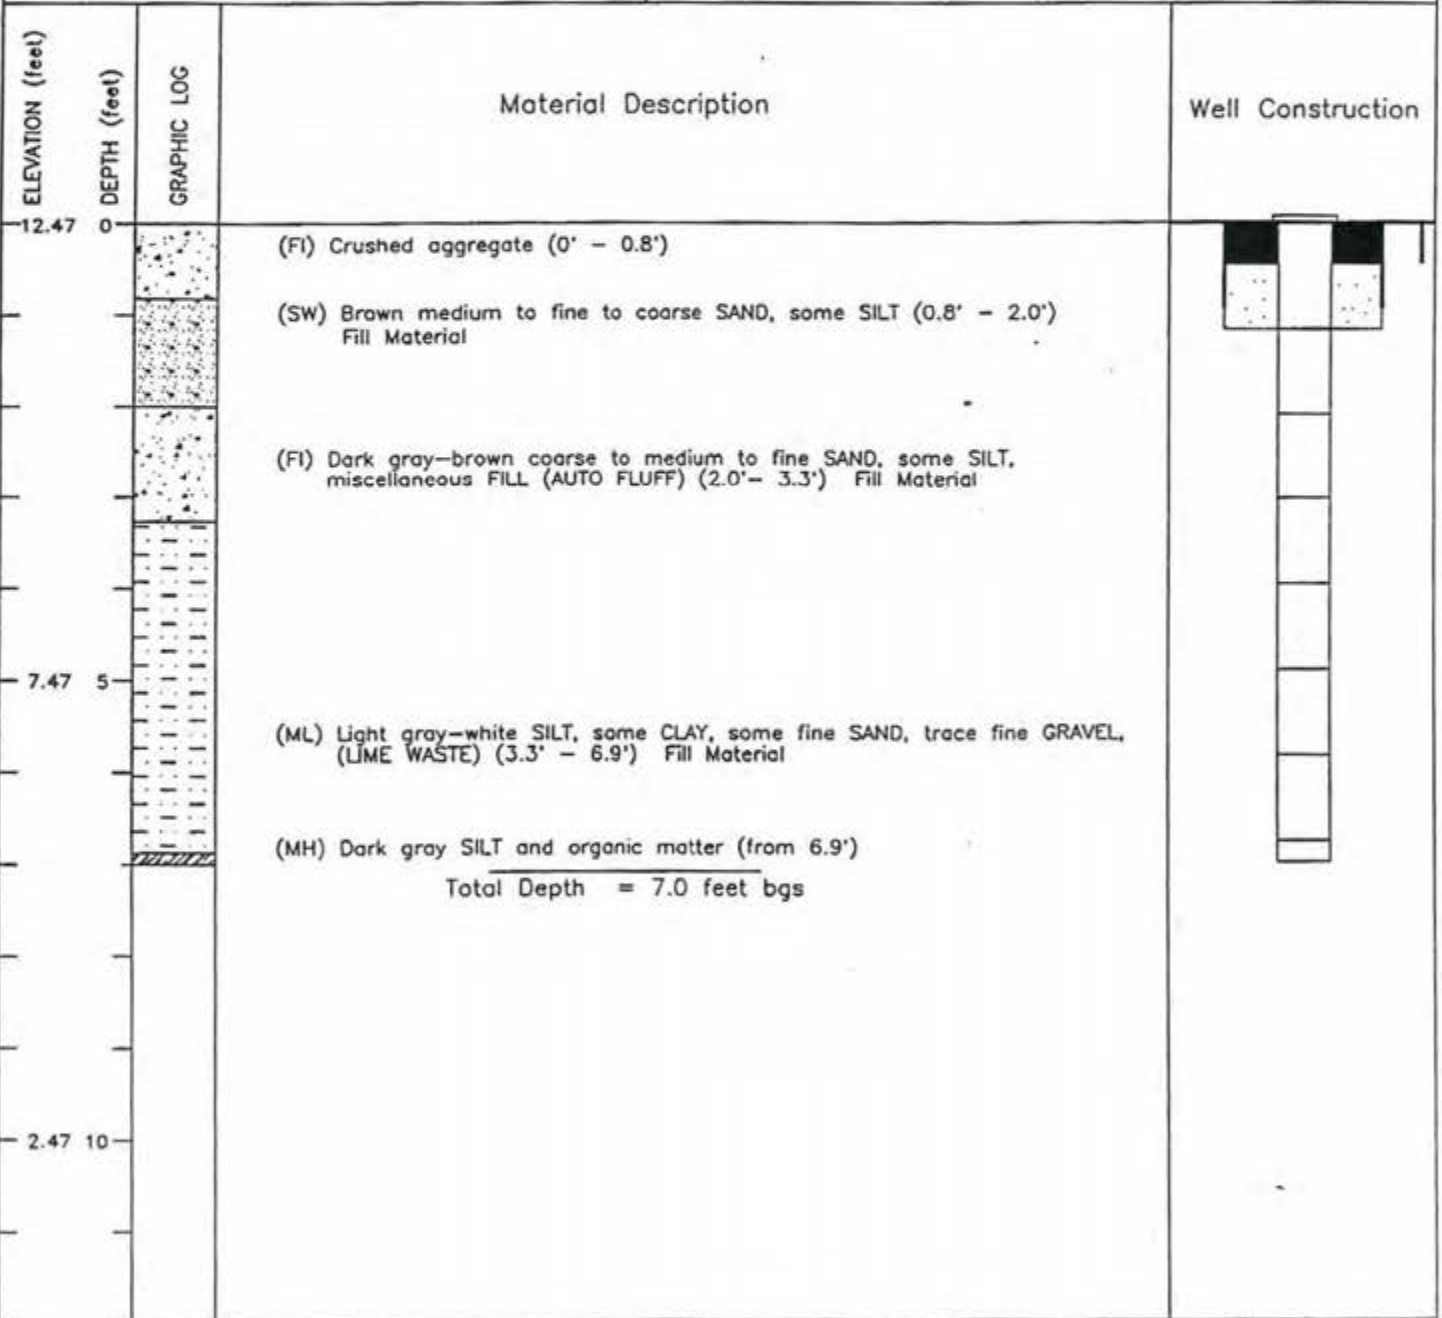 ELEVATION (feet)
DEPTH (feet)
GRAPHIC LOG
Material Description
Well Construction
12.47 0
(FI) Crushed aggregate (0' - 0.8')
(SW) Brown medium to fine to coarse SAND, some SILT (0.8' - 2.0')
Fill Material
(FI) Dark gray-brown coarse to medium to fine SAND, some SILT,
miscellaneous FILL (AUTO FLUFF) (2.0'- 3.3') Fill Material
7.47 5
(ML) Light gray-white SILT, some CLAY, some fine SAND, trace fine GRAVEL,
(LIME WASTE) (3.3' - 6.9') Fill Material
(MH) Dark gray SILT and organic matter (from 6.9')
Total Depth = 7.0 feet bgs
2.47 10